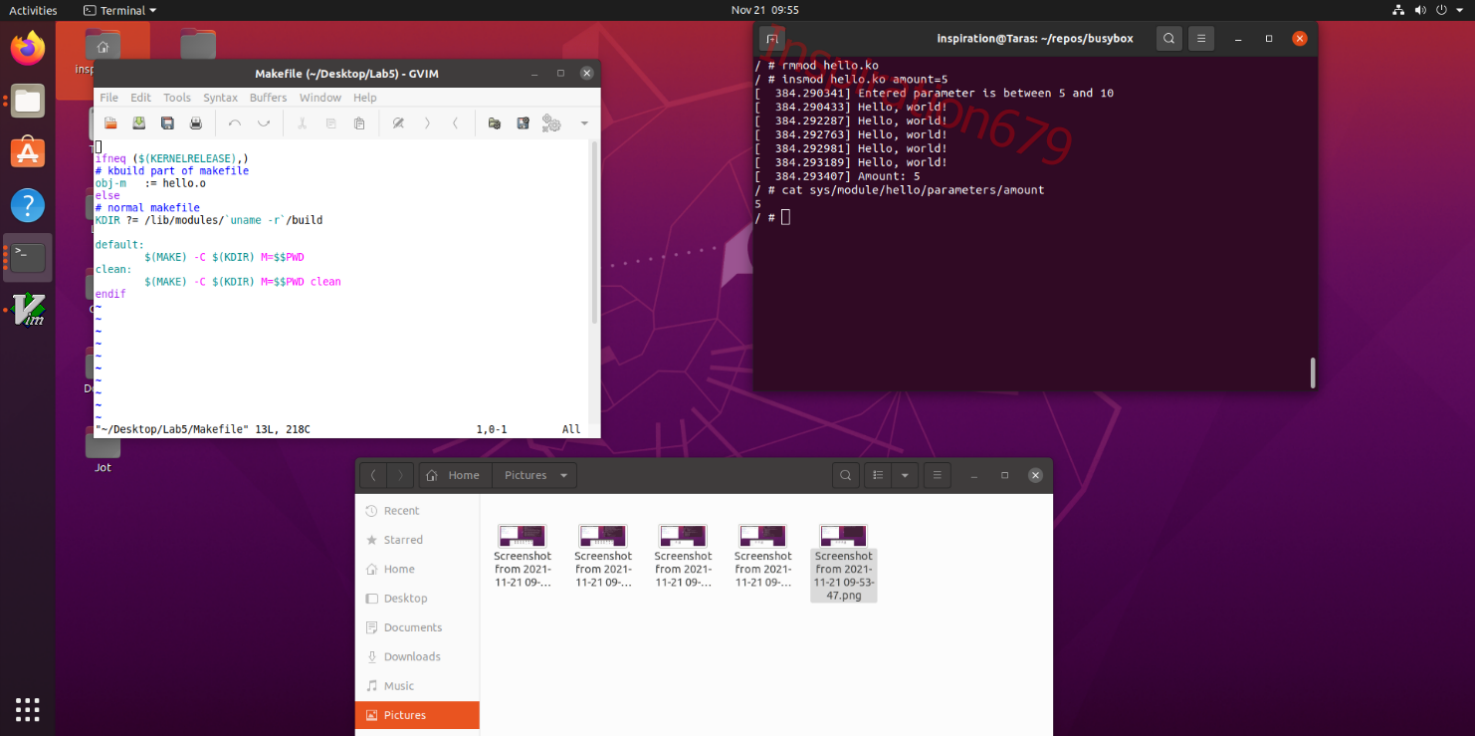 Activities
Terminal
Nov 21 09:55
Makefile (~/Desktop/Lab5) - GVIM
File Edit Tools Syntax Buffers Window Help
ifneq ($(KERNELRELEASE),)
# kbuild part of makefile
obj-m   := hello.o
else
# normal makefile
KDIR ?= /lib/modules/`uname -r`/build
default:
        $(MAKE) -C $(KDIR) M=$$PWD
clean:
        $(MAKE) -C $(KDIR) M=$$PWD clean
endif
~
~
~
~
~
~
~
~
~
~
"~/Desktop/Lab5/Makefile" 13L, 218C 1,0-1 All
inspiration@Taras: ~/repos/busybox
/ # rmmod hello.ko
/ # insmod hello.ko amount=5
[  384.290341] Entered parameter is between 5 and 10
[  384.290433] Hello, world!
[  384.292287] Hello, world!
[  384.292763] Hello, world!
[  384.292981] Hello, world!
[  384.293189] Hello, world!
[  384.293407] Amount: 5
/ # cat sys/module/hello/parameters/amount
5
/ #
Inspiration679
Jot
Home Pictures
Recent
Starred
Home
Desktop
Documents
Downloads
Music
Pictures
Screenshot
from 2021-
11-21 09-...
Screenshot
from 2021-
11-21 09-...
Screenshot
from 2021-
11-21 09-...
Screenshot
from 2021-
11-21 09-...
Screenshot
from 2021-
11-21 09-53-
47.png